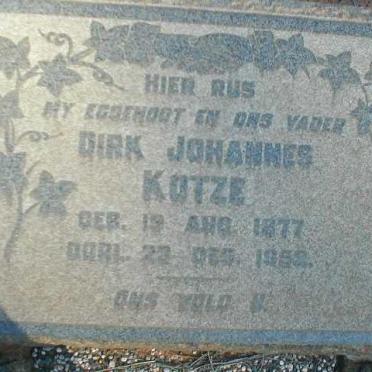 HIER RUS
MY EGGENOOT EN ONS VADER
DIRK JOHANNES
KOTZE
GEB. 19 AUG. 1877
OORL. 22 DES. 1958.
ONS VOLG U.